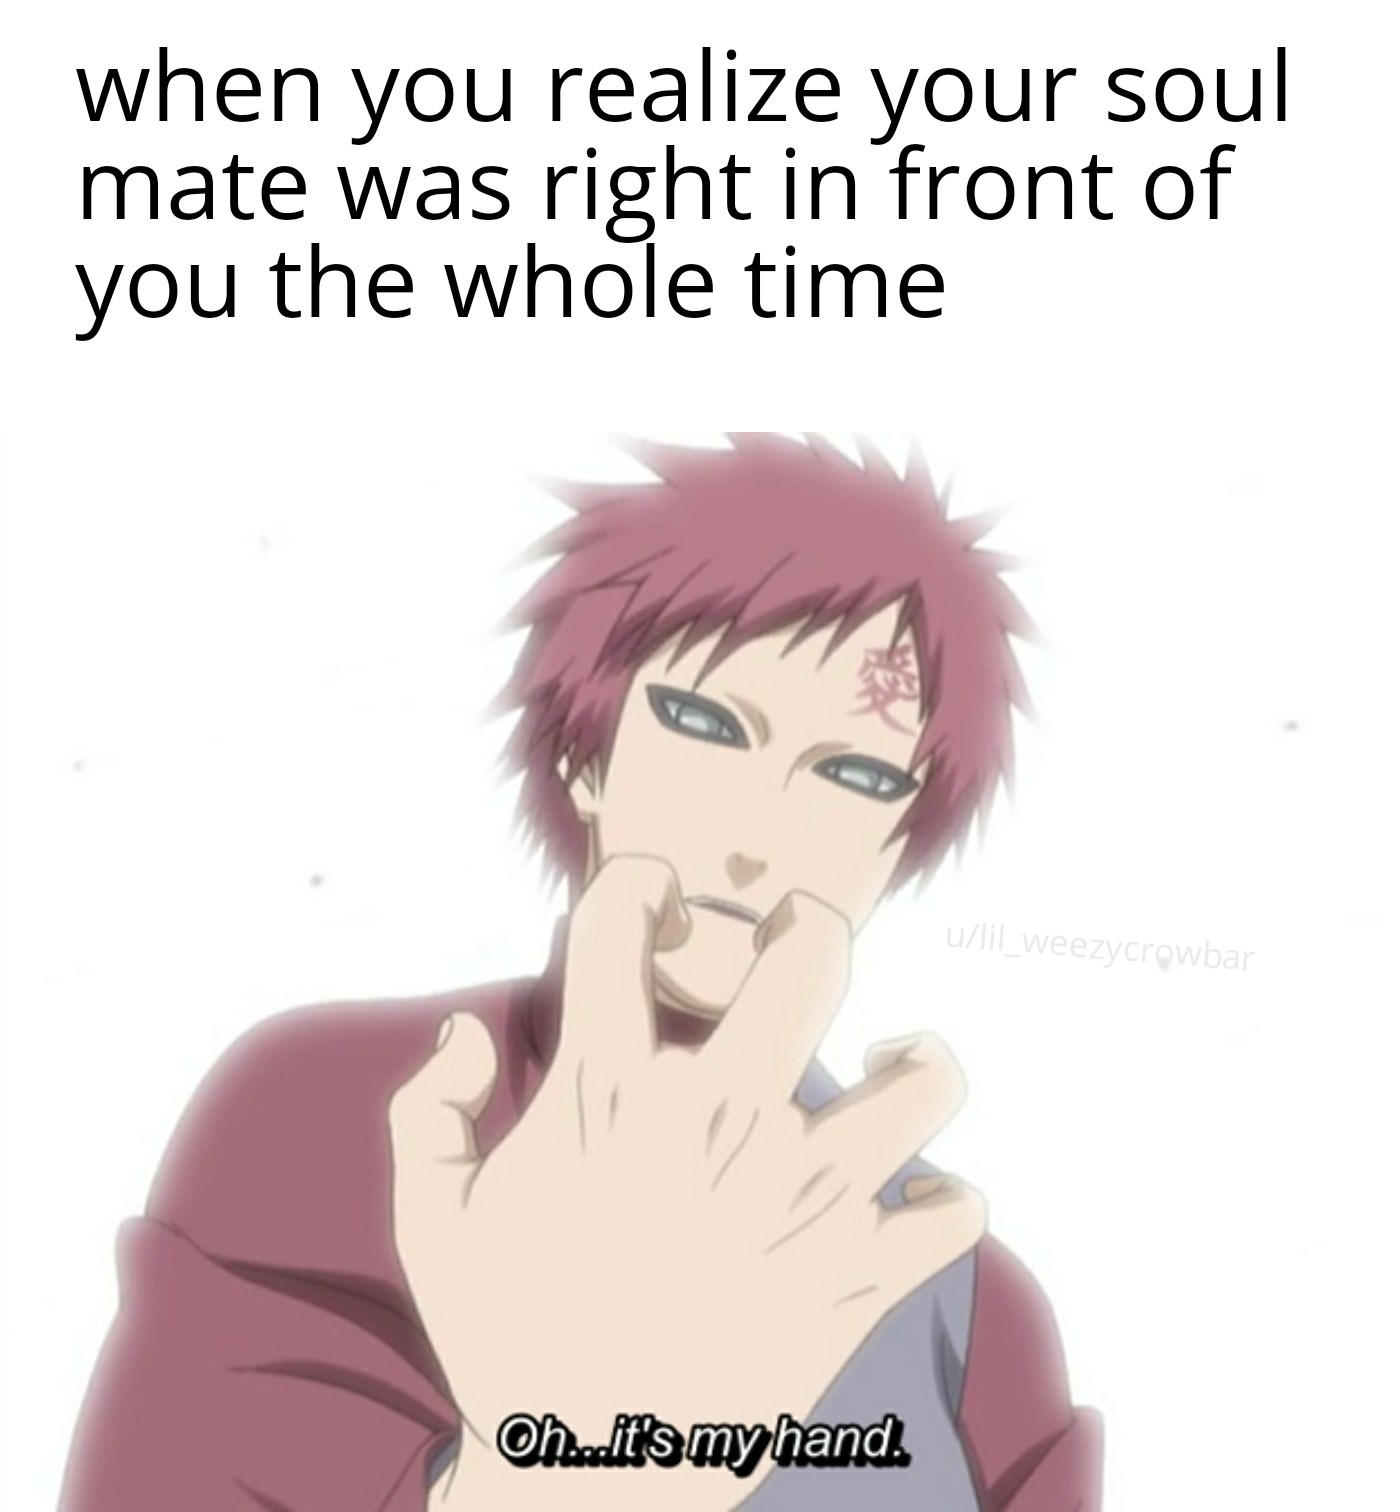 when you realize your soul
mate was right in front of
you the whole time
愛
u/lil_weezycrowbar
Oh...it's my hand.